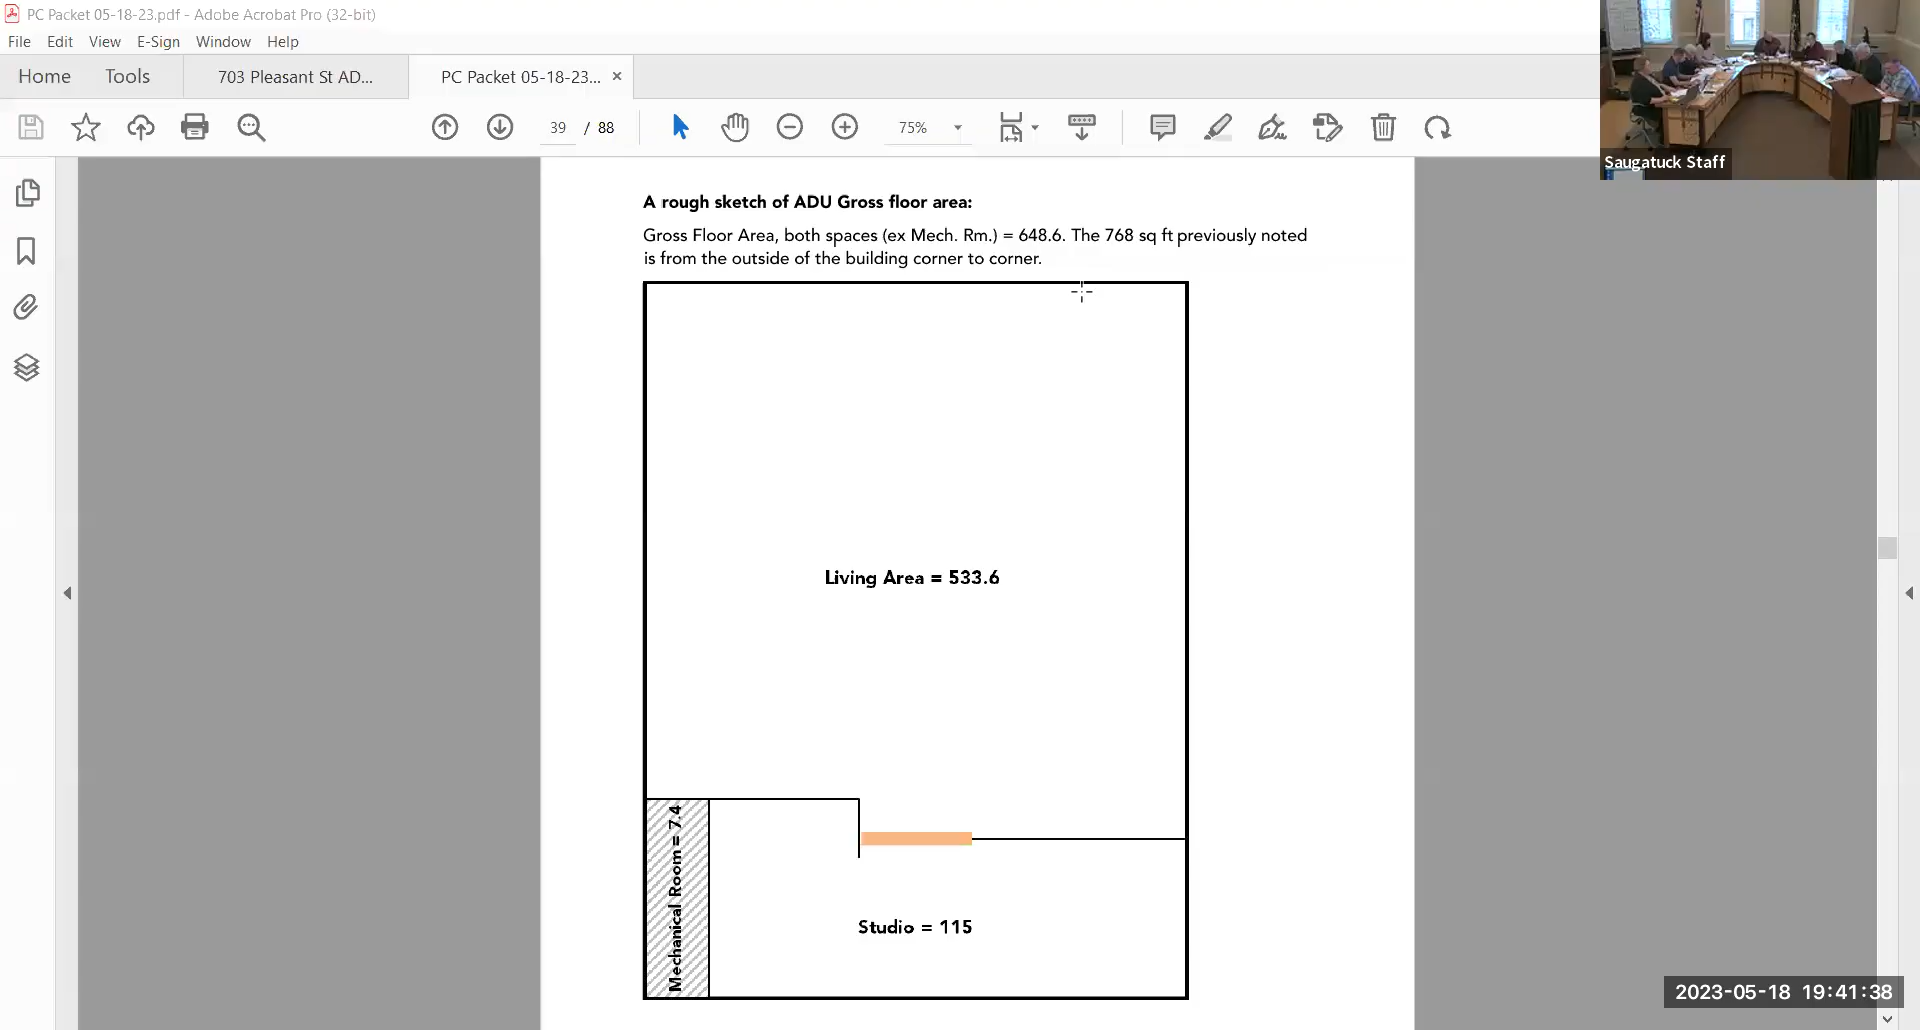 PC Packet 05-18-23.pdf - Adobe Acrobat Pro (32-bit)
File Edit View E-Sign Window Help
Home Tools 703 Pleasant St AD... PC Packet 05-18-23... ×
39 / 88 75%
Saugatuck Staff
A rough sketch of ADU Gross floor area:
Gross Floor Area, both spaces (ex Mech. Rm.) = 648.6. The 768 sq ft previously noted
is from the outside of the building corner to corner.
Living Area = 533.6
Mechanical Room = 7.4
Studio = 115
2023-05-18 19:41:38